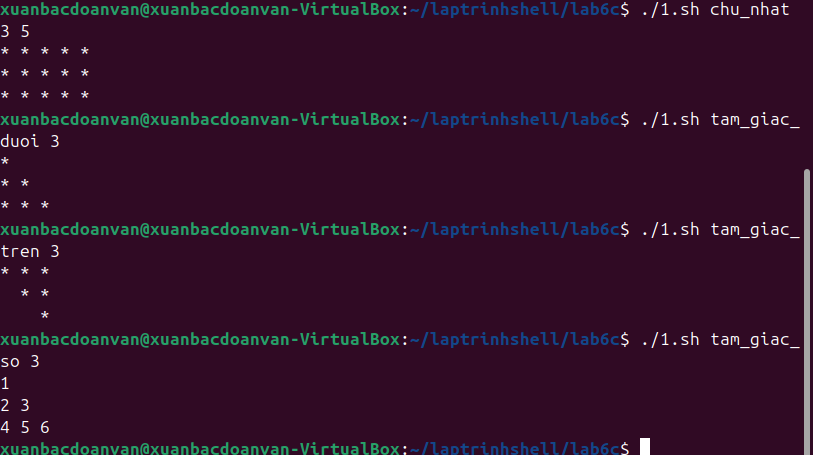 xuanbacdoanvan@xuanbacdoanvan-VirtualBox:~/laptrinhshell/lab6c$ ./1.sh chu_nhat
3 5
* * * * *
* * * * *
* * * * *
xuanbacdoanvan@xuanbacdoanvan-VirtualBox:~/laptrinhshell/lab6c$ ./1.sh tam_giac_
duoi 3
*
* *
* * *
xuanbacdoanvan@xuanbacdoanvan-VirtualBox:~/laptrinhshell/lab6c$ ./1.sh tam_giac_
tren 3
* * *
  * *
    *
xuanbacdoanvan@xuanbacdoanvan-VirtualBox:~/laptrinhshell/lab6c$ ./1.sh tam_giac_
so 3
1
2 3
4 5 6
xuanbacdoanvan@xuanbacdoanvan-VirtualBox:~/laptrinhshell/lab6c$